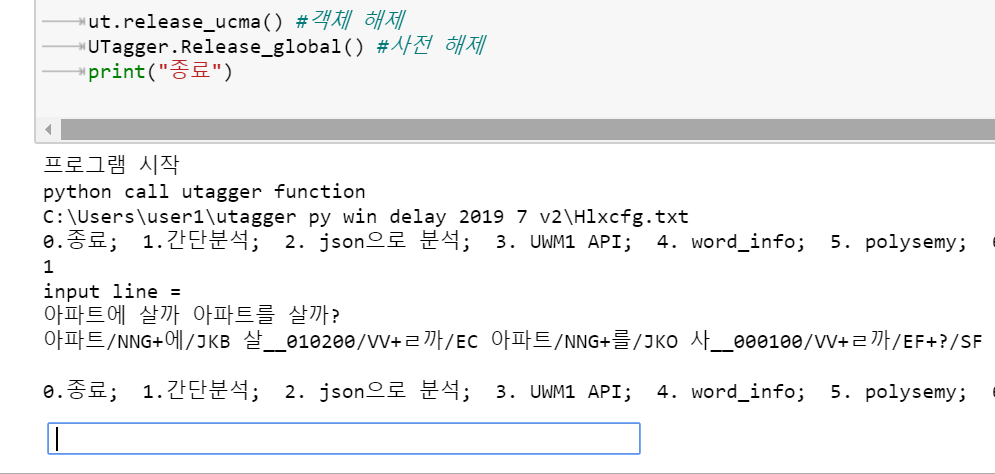 ut.release_ucma() #객체 해제
UTagger.Release_global() #사전 해제
print("종료")
프로그램 시작
python call utagger function
C:\Users\user1\utagger py win delay 2019 7 v2\Hlxcfg.txt
0.종료;  1.간단분석;  2. json으로 분석;  3. UWM1 API;  4. word_info;  5. polysemy;
1
input line =
아파트에 살까 아파트를 살까?
아파트/NNG+에/JKB 살__010200/VV+ㄹ까/EC 아파트/NNG+를/JKO 사__000100/VV+ㄹ까/EF+?/SF
0.종료;  1.간단분석;  2. json으로 분석;  3. UWM1 API;  4. word_info;  5. polysemy;